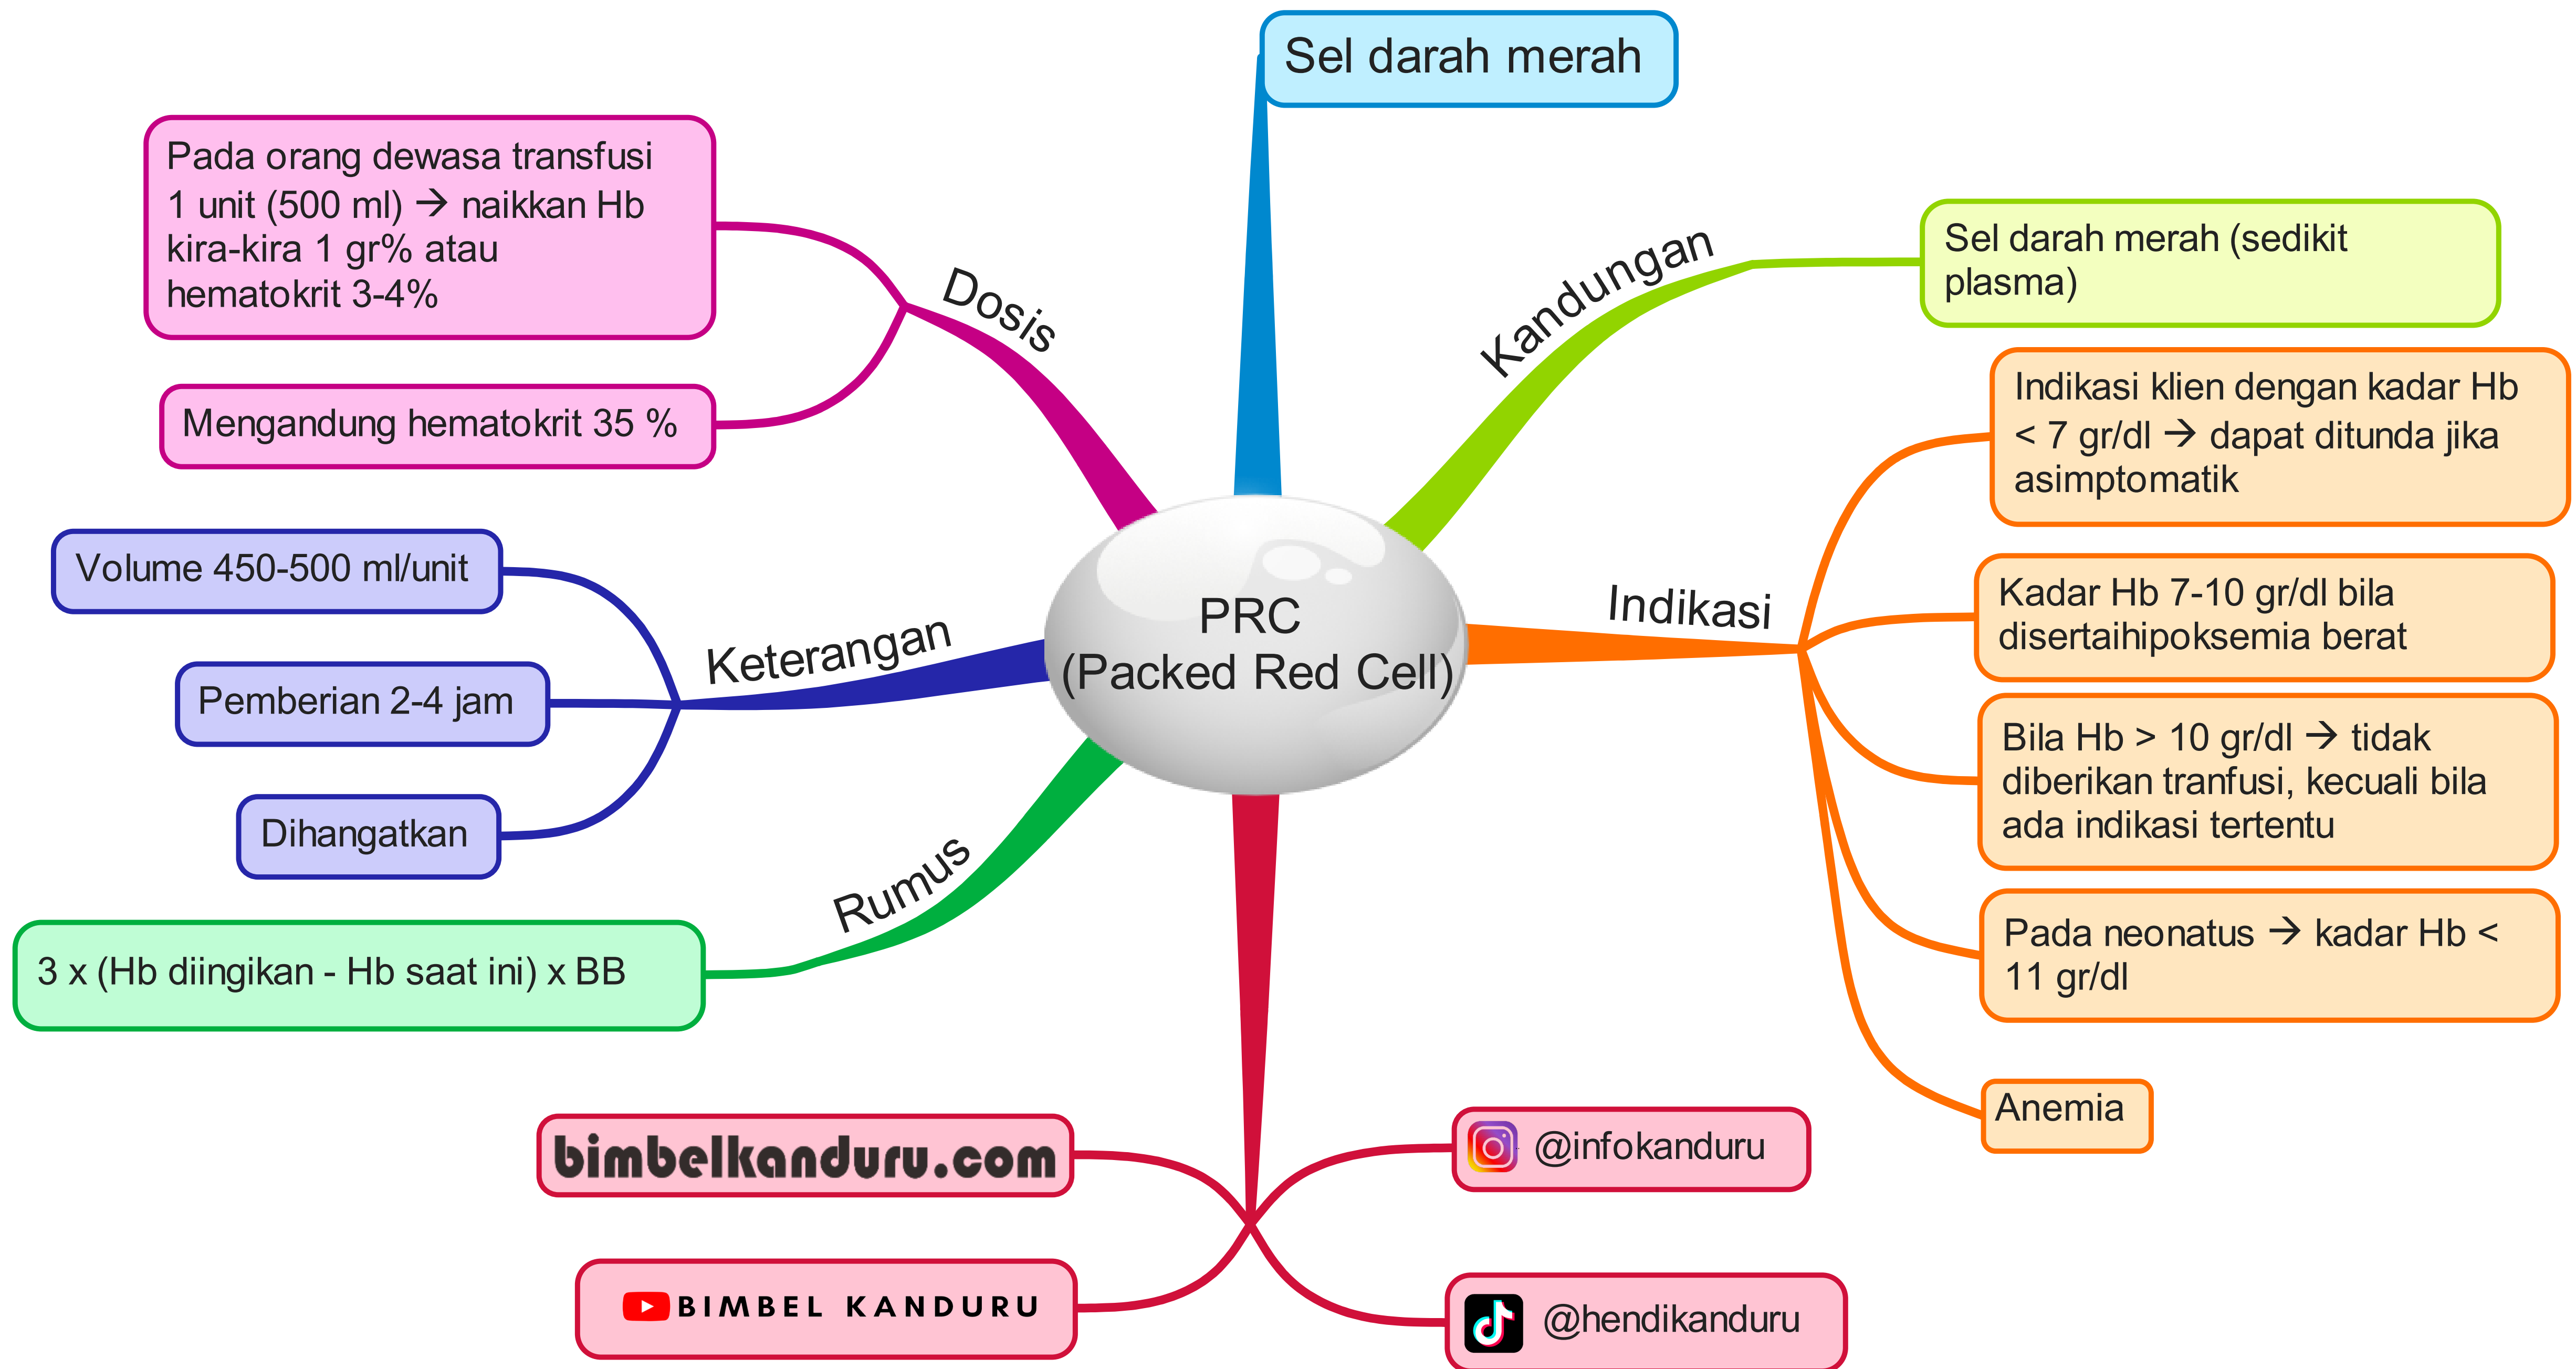 PRC
(Packed Red Cell)
Sel darah merah
Kandungan
Sel darah merah (sedikit
plasma)
Indikasi
Indikasi klien dengan kadar Hb
< 7 gr/dl → dapat ditunda jika
asimptomatik
Kadar Hb 7-10 gr/dl bila
disertaihipoksemia berat
Bila Hb > 10 gr/dl → tidak
diberikan tranfusi, kecuali bila
ada indikasi tertentu
Pada neonatus → kadar Hb <
11 gr/dl
Anemia
@infokanduru
@hendikanduru
bimbelkanduru.com
BIMBEL KANDURU
Rumus
3 x (Hb diingikan - Hb saat ini) x BB
Keterangan
Volume 450-500 ml/unit
Pemberian 2-4 jam
Dihangatkan
Dosis
Pada orang dewasa transfusi
1 unit (500 ml) → naikkan Hb
kira-kira 1 gr% atau
hematokrit 3-4%
Mengandung hematokrit 35 %